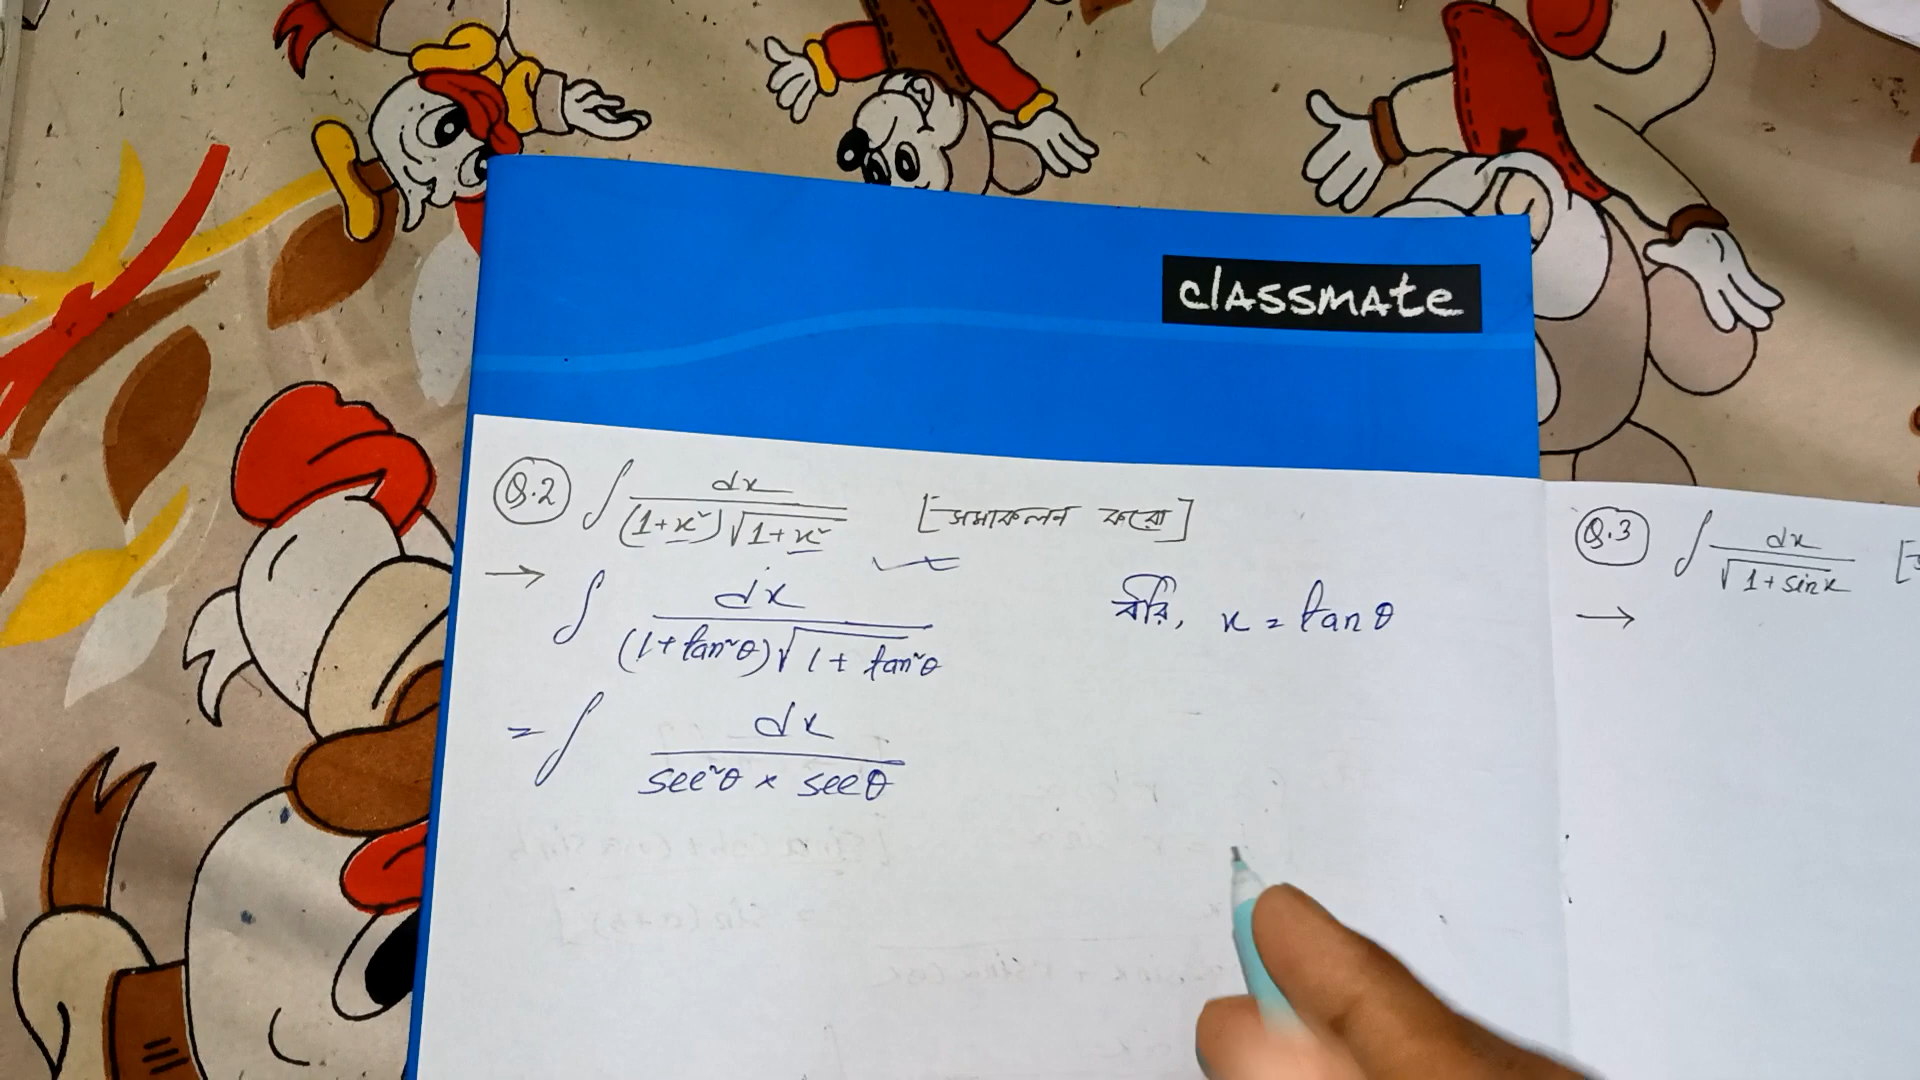 classmate
Q.2 ∫ dx / (1+x²)√1+x² [সমাকলন করো]
→ ∫ dx / (1+tan²θ)√1+tan²θ ধরি, x = tanθ
= ∫ dx / sec²θ × secθ
Q.3 ∫ dx / √1+sinx [
→